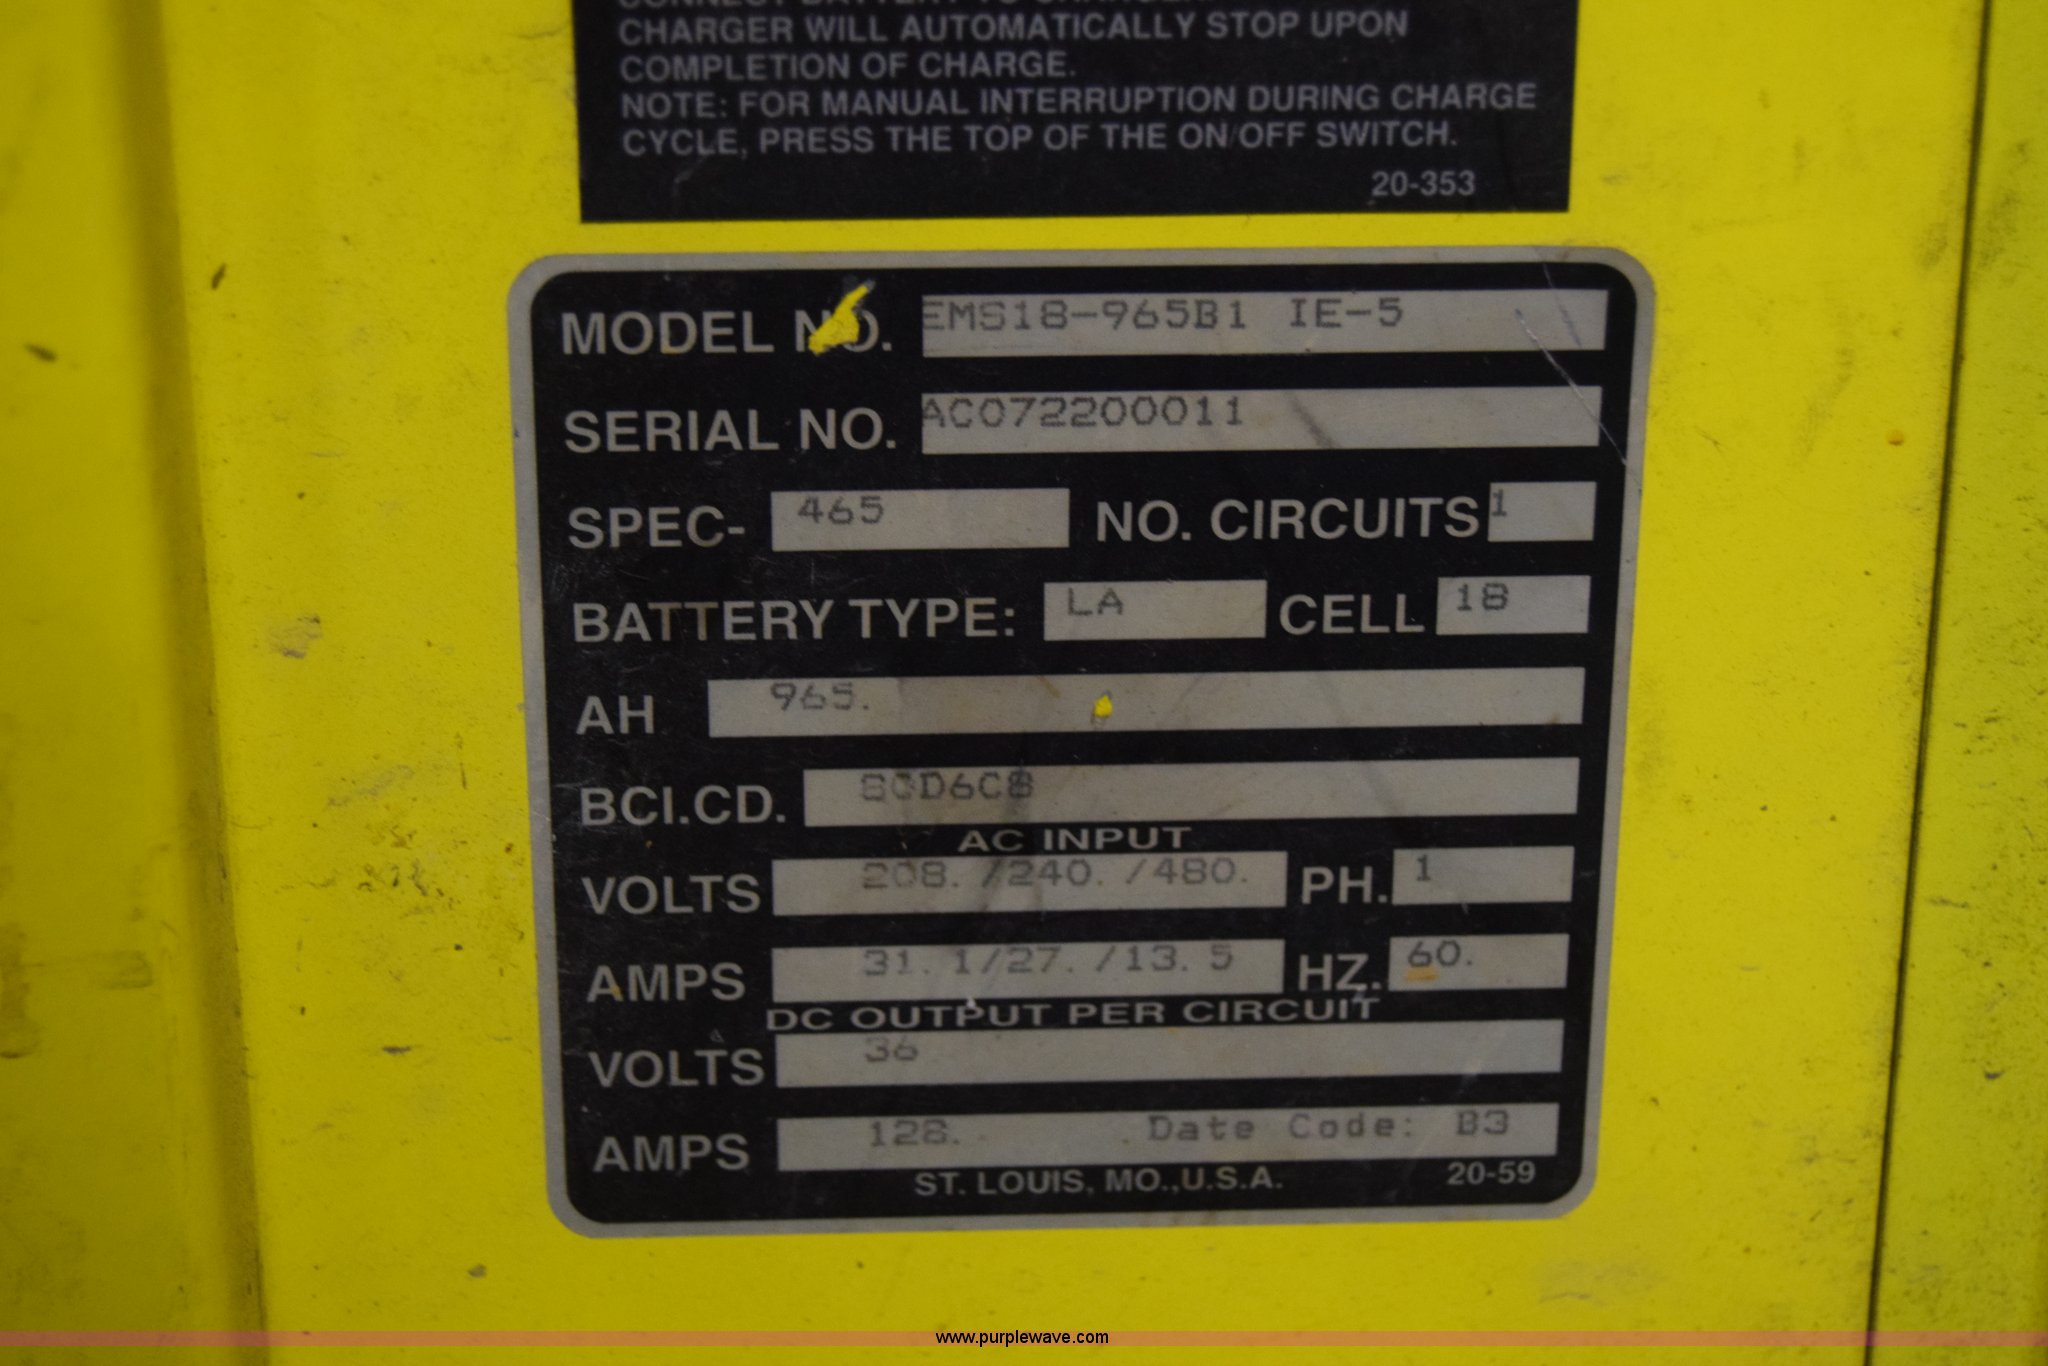 CONNECT BATTERY TO CHARGER.
CHARGER WILL AUTOMATICALLY STOP UPON
COMPLETION OF CHARGE.
NOTE: FOR MANUAL INTERRUPTION DURING CHARGE
CYCLE, PRESS THE TOP OF THE ON/OFF SWITCH.
20-353
MODEL NO. EMS18-965B1 IE-5
SERIAL NO. AC072200011
SPEC- 465 NO. CIRCUITS 1
BATTERY TYPE: LA CELL 18
AH 965.
BCI.CD.
AC INPUT
VOLTS 208. /240. /480. PH. 1
AMPS 31. 1/27. /13. 5 HZ. 60.
DC OUTPUT PER CIRCUIT
VOLTS 36
AMPS 128. Date Code: B3
ST. LOUIS, MO.,U.S.A. 20-59
www.purplewave.com